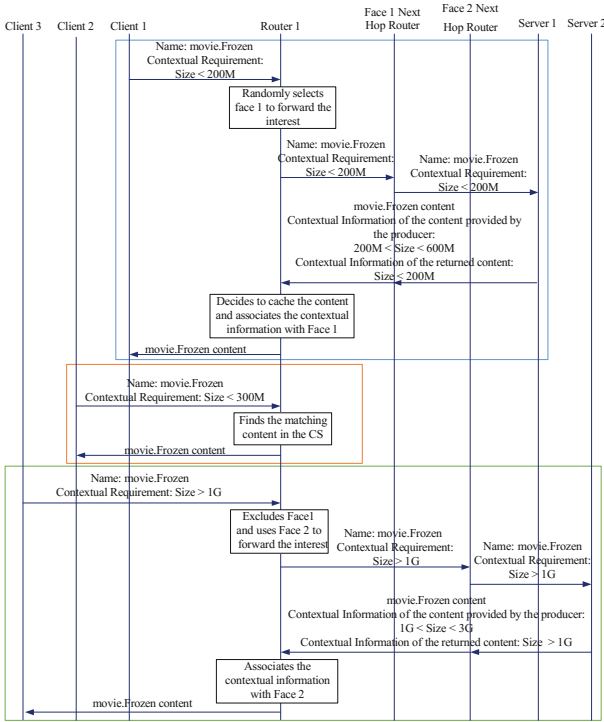 Client 3
Client 2
Client 1
Router 1
Face 1 Next
Hop Router
Face 2 Next
Hop Router
Server 1
Server 2
Name: movie.Frozen
Contextual Requirement:
Size < 200M
Randomly selects
face 1 to forward the
interest
Name: movie.Frozen
Contextual Requirement:
Size < 200M
Name: movie.Frozen
Contextual Requirement:
Size < 200M
movie.Frozen content
Contextual Information of the content provided by
the producer:
200M < Size < 600M
Contextual Information of the returned content:
Size < 200M
Decides to cache the content
and associates the contextual
information with Face 1
movie.Frozen content
Name: movie.Frozen
Contextual Requirement: Size < 300M
Finds the matching
content in the CS
movie.Frozen content
Name: movie.Frozen
Contextual Requirement: Size > 1G
Excludes Face1
and uses Face 2 to
forward the interest
Name: movie.Frozen
Contextual Requirement:
Size > 1G
Name: movie.Frozen
Contextual Requirement:
Size > 1G
movie.Frozen content
Contextual Information of the content provided by the producer:
1G < Size < 3G
Contextual Information of the returned content: Size > 1G
Associates the
contextual information
with Face 2
movie.Frozen content